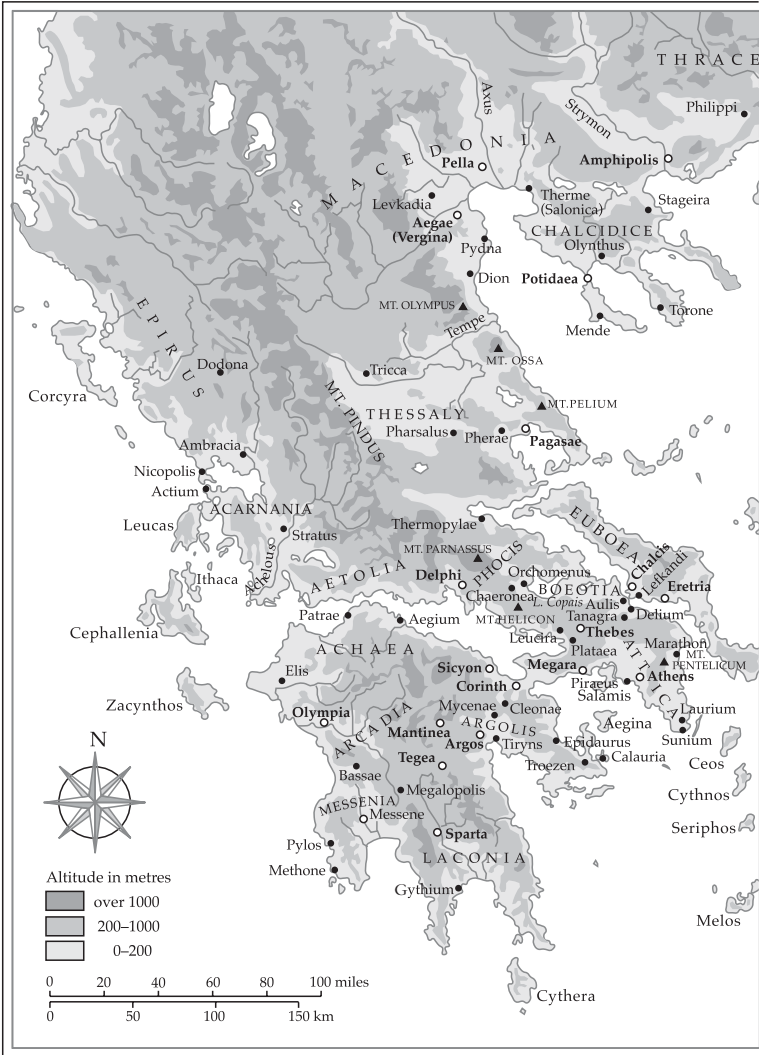 THRACE
Philippi
Axus
Strymon
MACEDONIA
Pella
Amphipolis
Levkadia
Therme
(Salonica)
Stageira
Aegae
(Vergina)
CHALCIDICE
Olynthus
Pydna
Dion
Potidaea
MT. OLYMPUS
Tempe
Torone
Mende
EPIRUS
MT. OSSA
Dodona
Tricca
Corcyra
MT. PINDUS
THESSALY
MT.PELIUM
Pharsalus
Pherae
Pagasae
Ambracia
Nicopolis
Actium
ACARNANIA
Leucas
Stratus
Thermopylae
EUBOEA
MT. PARNASSUS
PHOCIS
Chalcis
Lefkandi
Achelous
AETOLIA
Ithaca
Delphi
Orchomenus
BOEOTIA
Eretria
Chaeronea
L. Copais
Aulis
Delium
Cephallenia
Patrae
Aegium
MT.HELICON
Tanagra
Thebes
Leucira
Plataea
ATTICA
Marathon
MT.
PENTELICUM
ACHAEA
Sicyon
Megara
Athens
Elis
Corinth
Piraeus
Salamis
Zacynthos
Olympia
ARCADIA
Mycenae
Cleonae
Laurium
Mantinea
ARGOLIS
Aegina
Argos
Tiryns
Epidaurus
Sunium
Tegea
Troezen
Calauria
Ceos
Bassae
Megalopolis
Cythnos
MESSENIA
Messene
Seriphos
Pylos
Sparta
Methone
LACONIA
Gythium
Melos
Cythera
N
Altitude in metres
over 1000
200–1000
0–200
0 20 40 60 80 100 miles
0 50 100 150 km